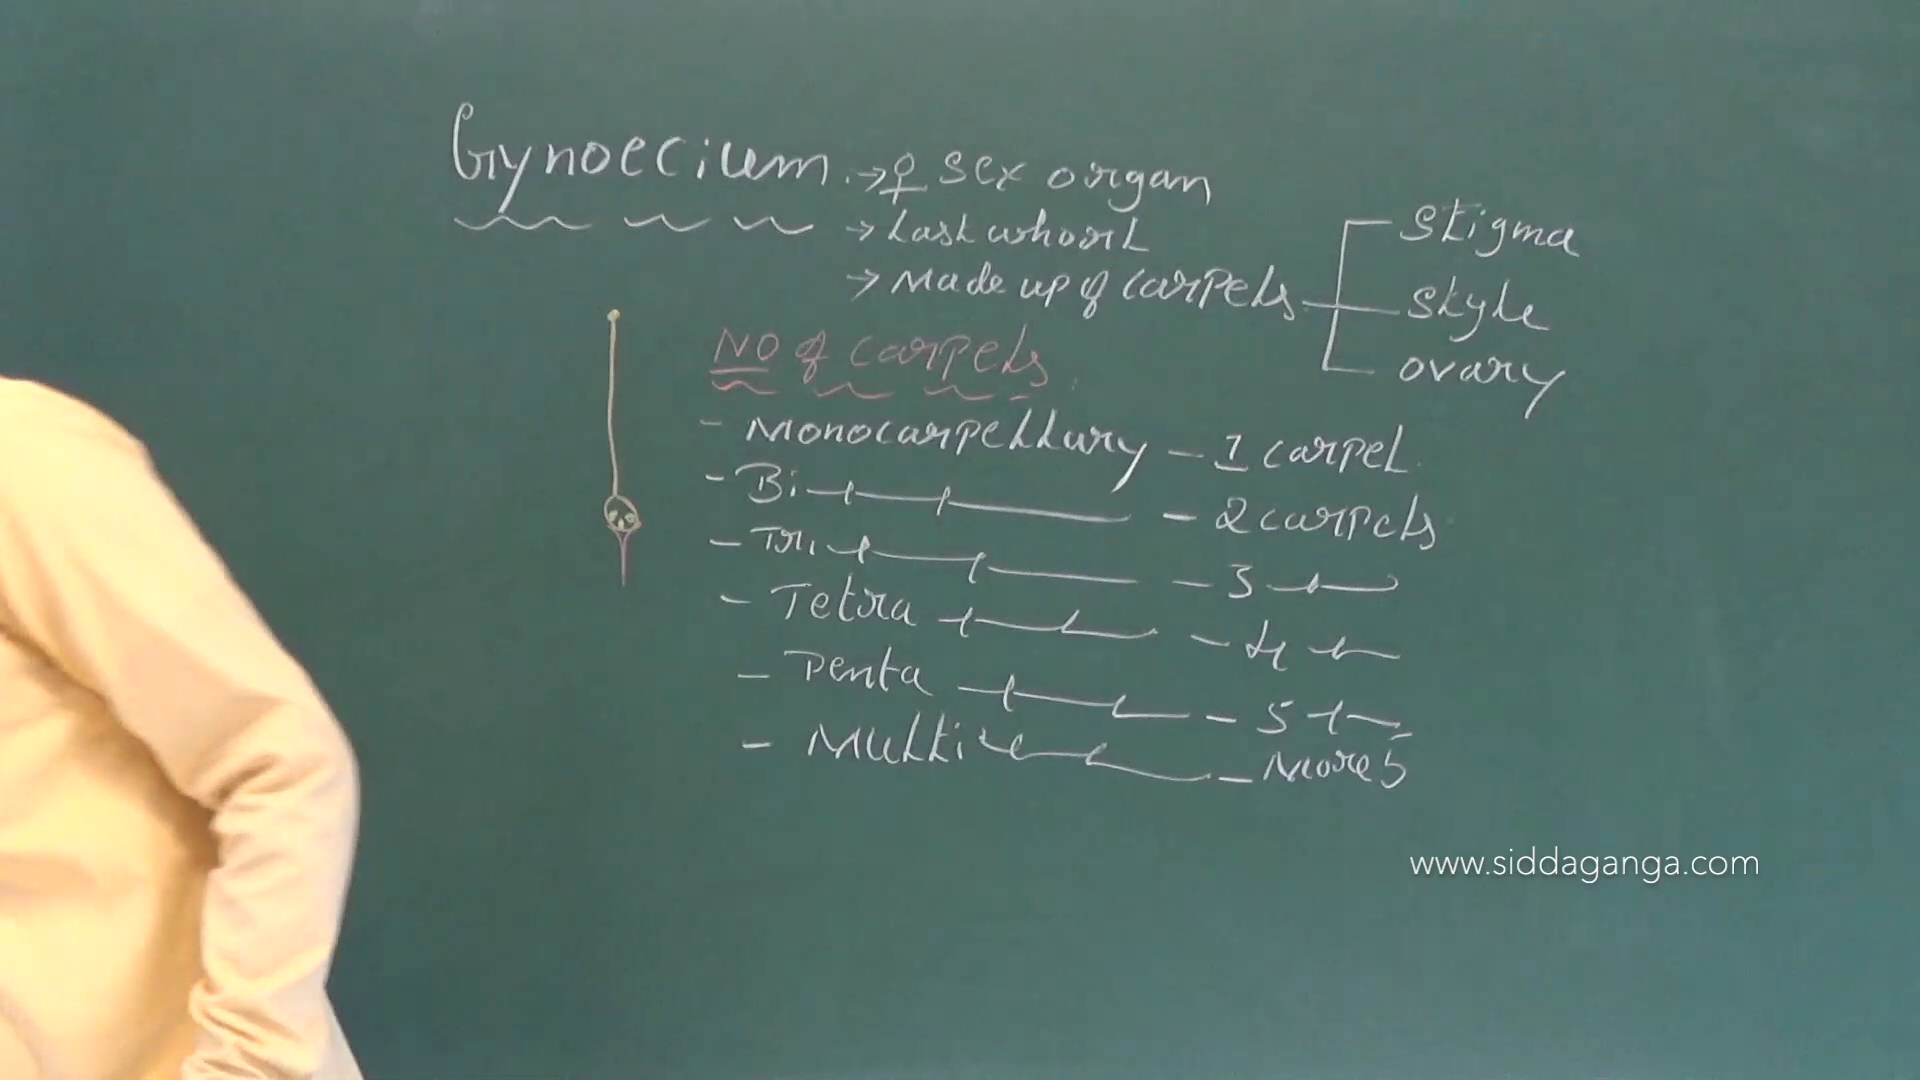 Gynoecium → ♀ sex organ
→ Last whorl
→ Made up of carpels
Stigma
Style
ovary
No of carpels
- Monocarpellary - 1 carpel
- Bi - 2 carpels
- Tri - 3
- Tetra - 4
- Penta - 5
- Multi - More 5
www.siddaganga.com